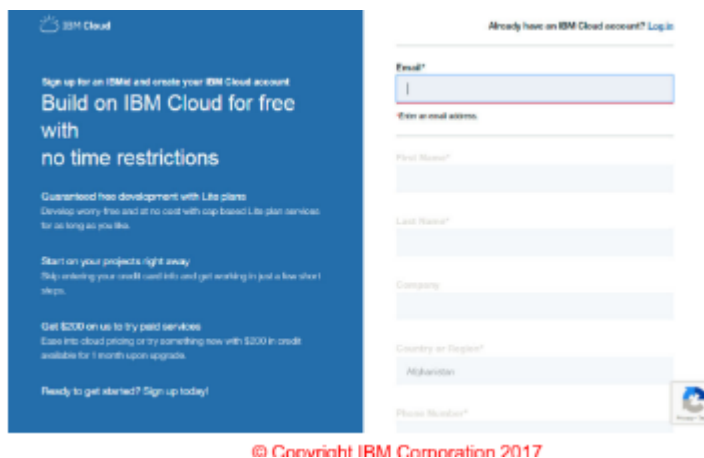 IBM Cloud
Sign up for an IBMid and create your IBM Cloud account
Build on IBM Cloud for free
with
no time restrictions
Guaranteed free development with Lite plans
Develop worry-free and at no cost with cap based Lite plan services
for as long as you like.
Start on your projects right away
Skip entering your credit card info and get working in just a few short
steps.
Get $200 on us to try paid services
Ease into cloud pricing or try something new with $200 in credit
available for 1 month upon upgrade.
Ready to get started? Sign up today!
Already have an IBM Cloud account? Log in
Email*
*Enter an email address.
First Name*
Last Name*
Company
Country or Region*
Afghanistan
Phone Number*
© Copyright IBM Corporation 2017